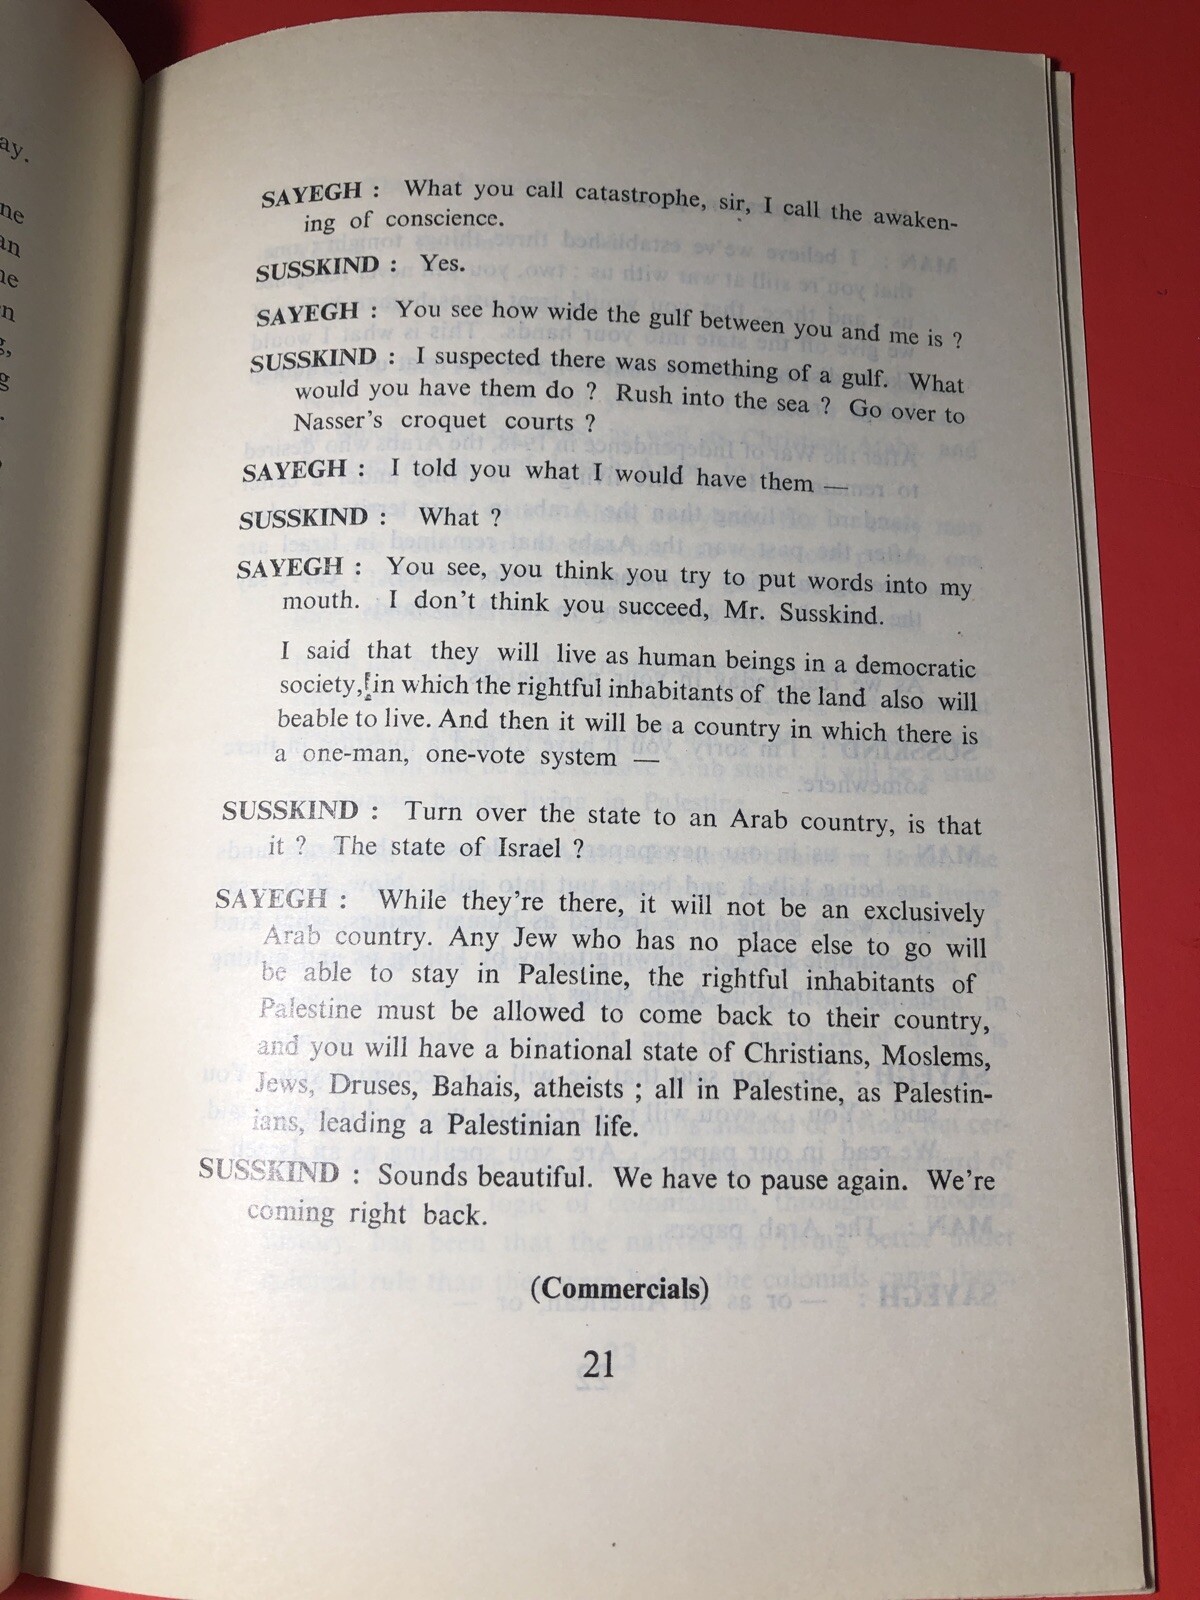 ay.
ne
an
ne
n
g,
g
SAYEGH : What you call catastrophe, sir, I call the awaken-
ing of conscience.
SUSSKIND : Yes.
SAYEGH : You see how wide the gulf between you and me is ?
SUSSKIND : I suspected there was something of a gulf. What
would you have them do ? Rush into the sea ? Go over to
Nasser's croquet courts ?
SAYEGH : I told you what I would have them —
SUSSKIND : What ?
SAYEGH : You see, you think you try to put words into my
mouth. I don't think you succeed, Mr. Susskind.
I said that they will live as human beings in a democratic
society, in which the rightful inhabitants of the land also will
beable to live. And then it will be a country in which there is
a one-man, one-vote system —
SUSSKIND : Turn over the state to an Arab country, is that
it ? The state of Israel ?
SAYEGH : While they're there, it will not be an exclusively
Arab country. Any Jew who has no place else to go will
be able to stay in Palestine, the rightful inhabitants of
Palestine must be allowed to come back to their country,
and you will have a binational state of Christians, Moslems,
Jews, Druses, Bahais, atheists ; all in Palestine, as Palestin-
ians, leading a Palestinian life.
SUSSKIND : Sounds beautiful. We have to pause again. We're
coming right back.
(Commercials)
21